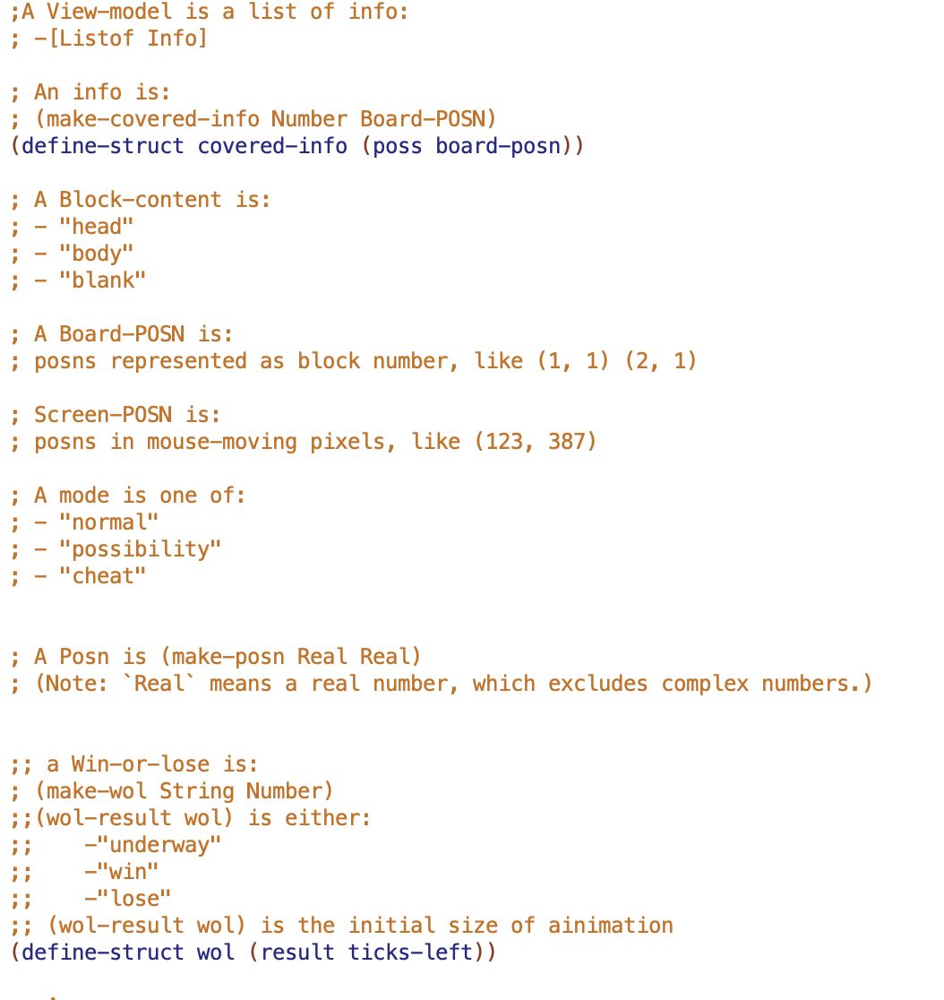 ;A View-model is a list of info:
; -[Listof Info]
; An info is:
; (make-covered-info Number Board-POSN)
(define-struct covered-info (poss board-posn))
; A Block-content is:
; - "head"
; - "body"
; - "blank"
; A Board-POSN is:
; posns represented as block number, like (1, 1) (2, 1)
; Screen-POSN is:
; posns in mouse-moving pixels, like (123, 387)
; A mode is one of:
; - "normal"
; - "possibility"
; - "cheat"
; A Posn is (make-posn Real Real)
; (Note: `Real` means a real number, which excludes complex numbers.)
;; a Win-or-lose is:
; (make-wol String Number)
;;(wol-result wol) is either:
;;    -"underway"
;;    -"win"
;;    -"lose"
;; (wol-result wol) is the initial size of ainimation
(define-struct wol (result ticks-left))